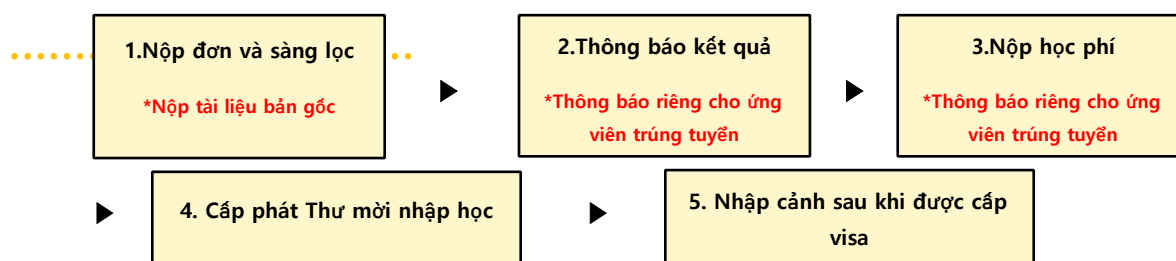 1.Nộp đơn và sàng lọc
*Nộp tài liệu bản gốc
2.Thông báo kết quả
*Thông báo riêng cho ứng
viên trúng tuyển
3.Nộp học phí
*Thông báo riêng cho ứng
viên trúng tuyển
4. Cấp phát Thư mời nhập học
5. Nhập cảnh sau khi được cấp
visa